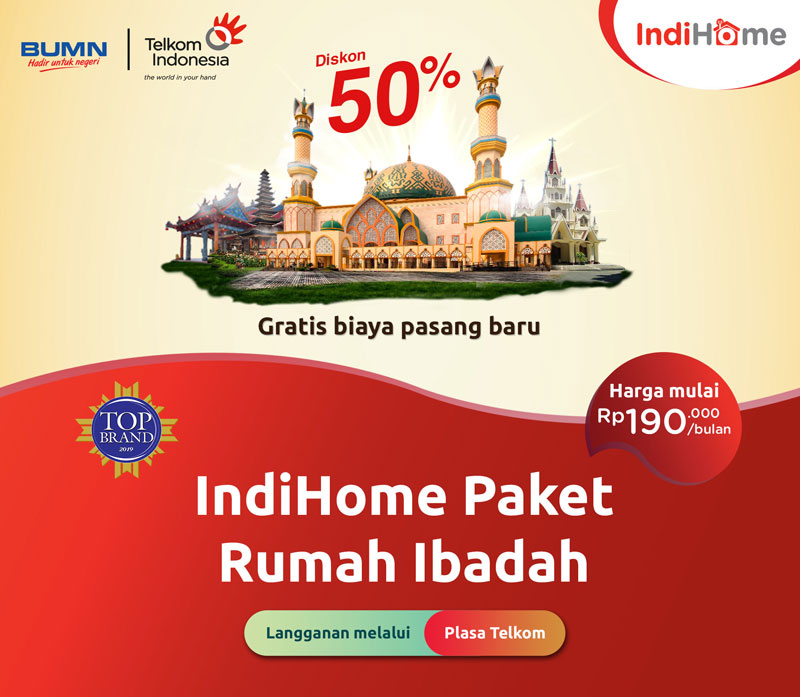 BUMN
Hadir untuk negeri
Telkom
Indonesia
the world in your hand
IndiHome
Diskon
50%
Gratis biaya pasang baru
TOP
BRAND
2019
Harga mulai
Rp190.000
/bulan
IndiHome Paket
Rumah Ibadah
Langganan melalui
Plasa Telkom